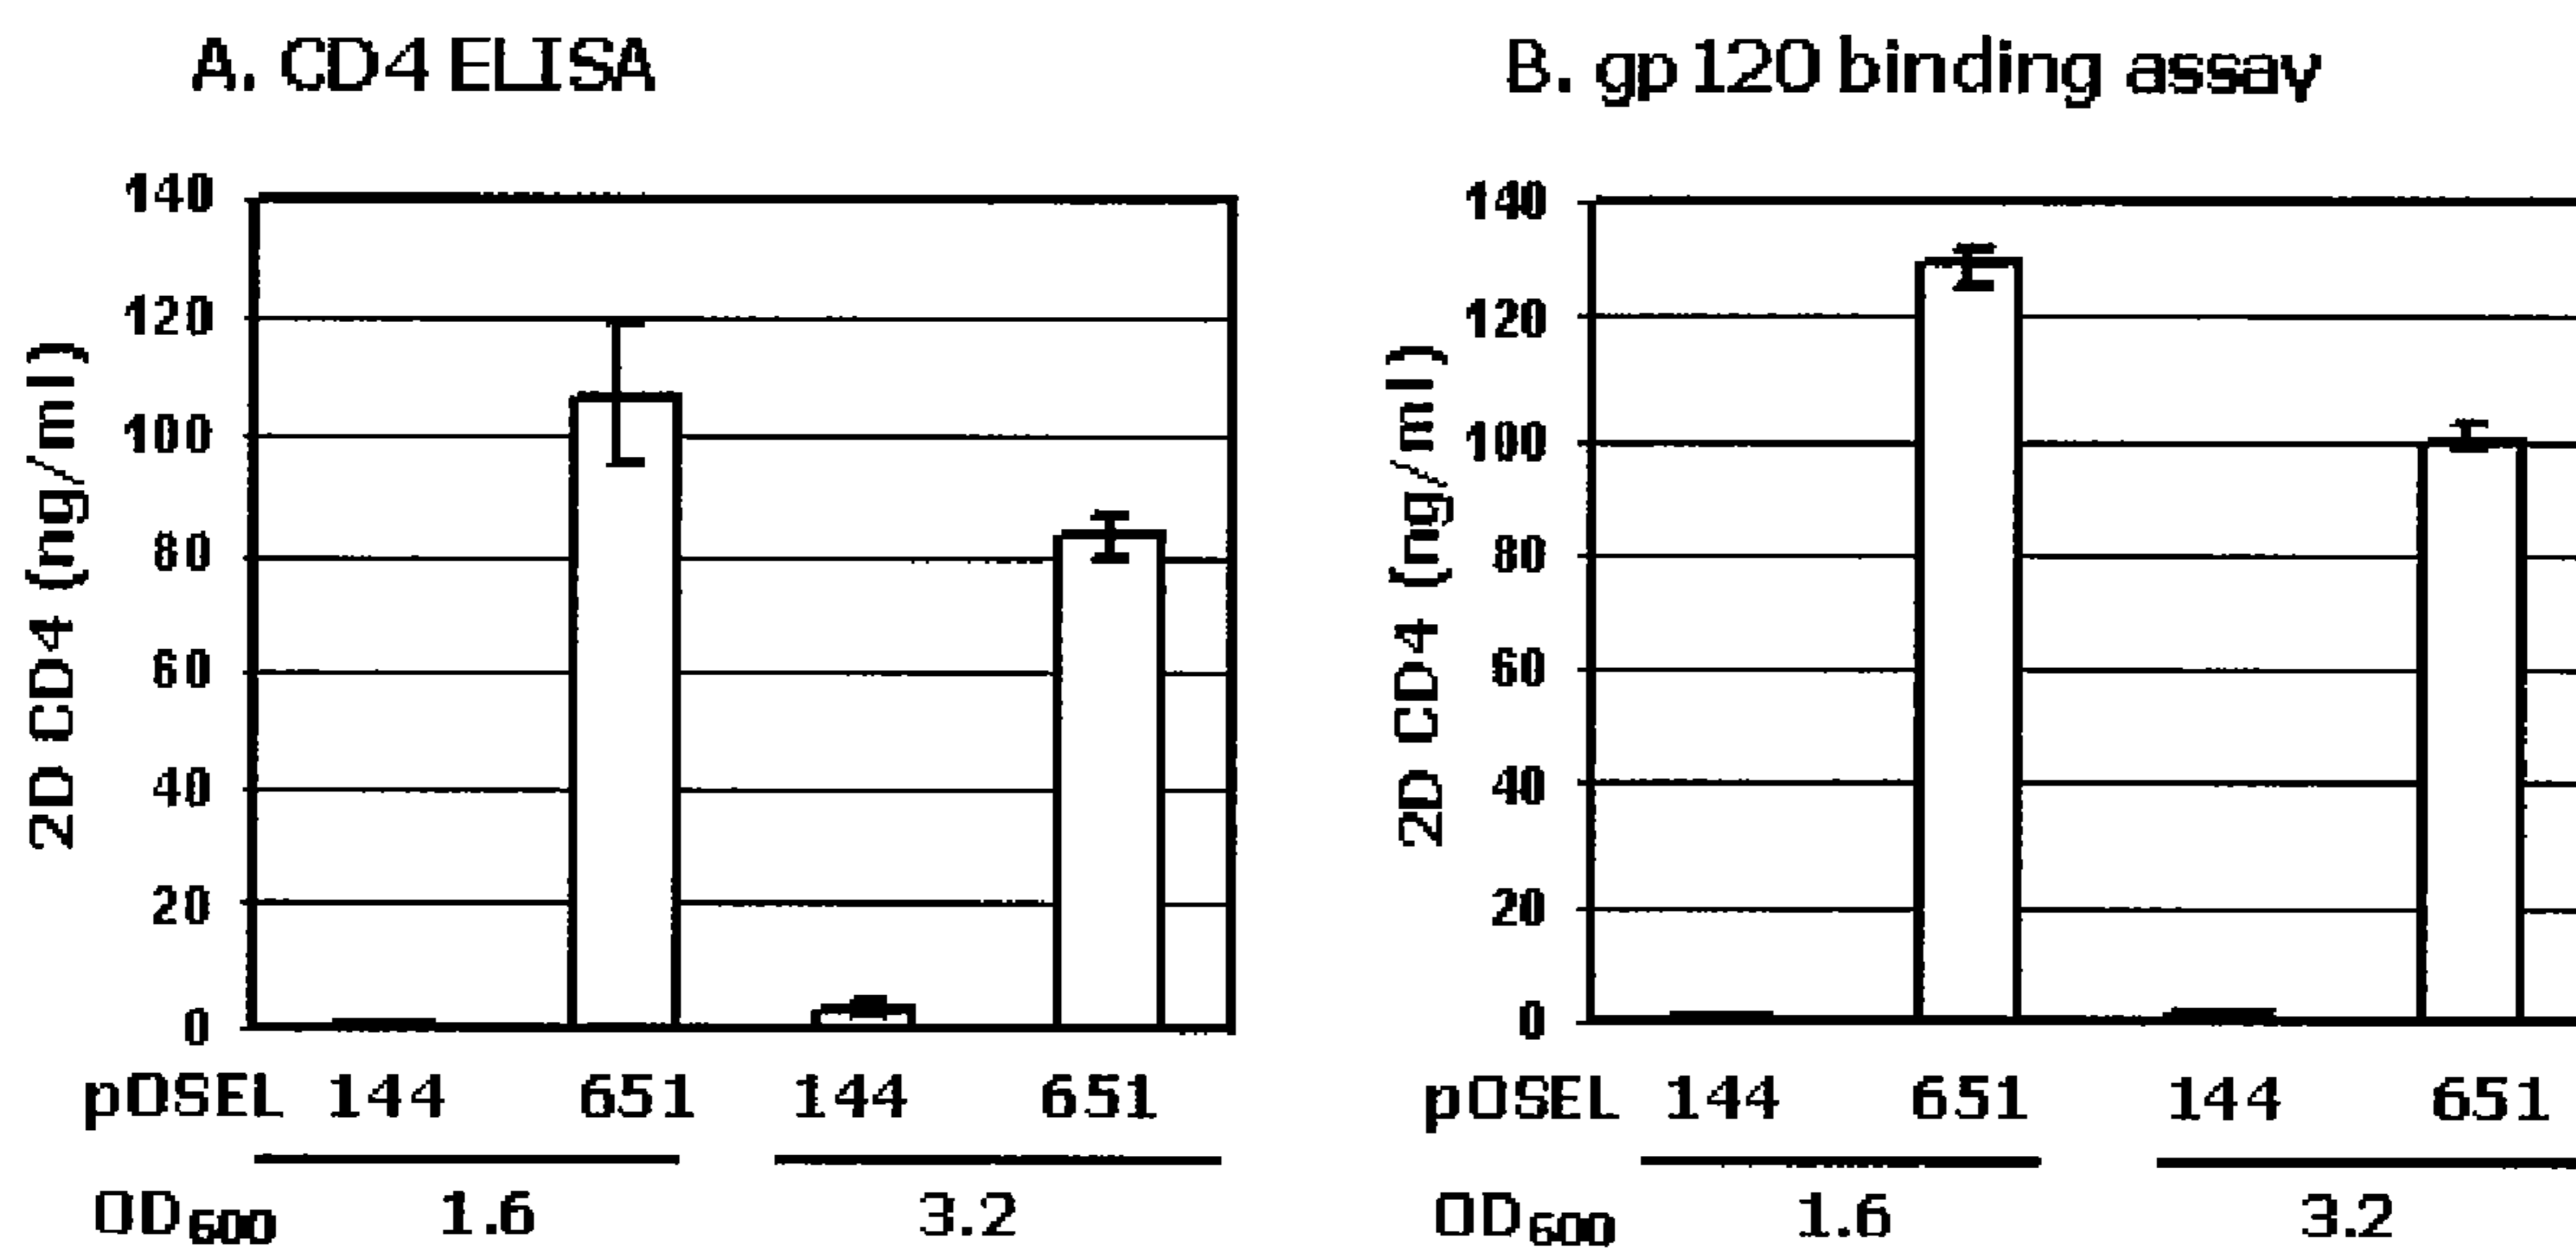 A. CD4 ELISA
2D CD4 (ng/ml)
140
120
100
80
60
40
20
0
pOSEL 144 651 144 651
OD600 1.6 3.2
B. gp120 binding assay
2D CD4 (ng/ml)
140
120
100
80
60
40
20
0
pOSEL 144 651 144 651
OD600 1.6 3.2